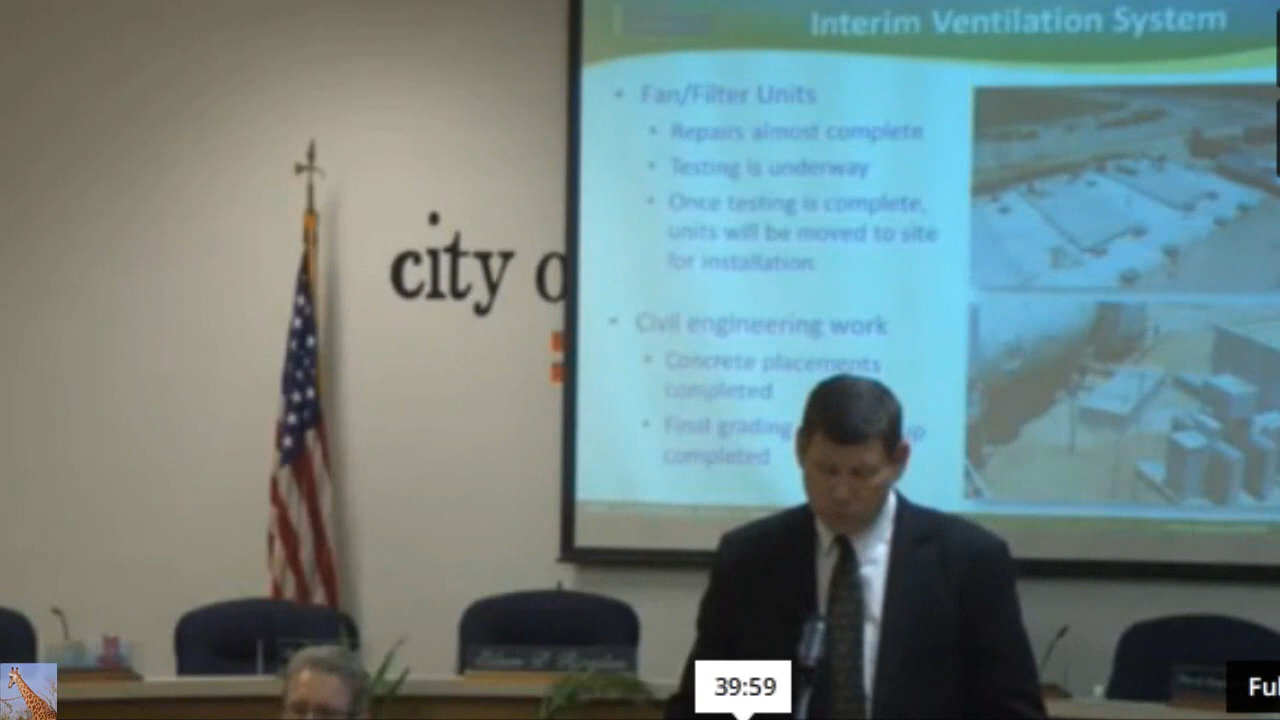 Interim Ventilation System
• Fan/Filter Units
• Repairs almost complete
• Testing is underway
• Once testing is complete,
units will be moved to site
for installation
city o
• Civil engineering work
• Concrete placements
completed
• Final grading
completed
39:59
Ful